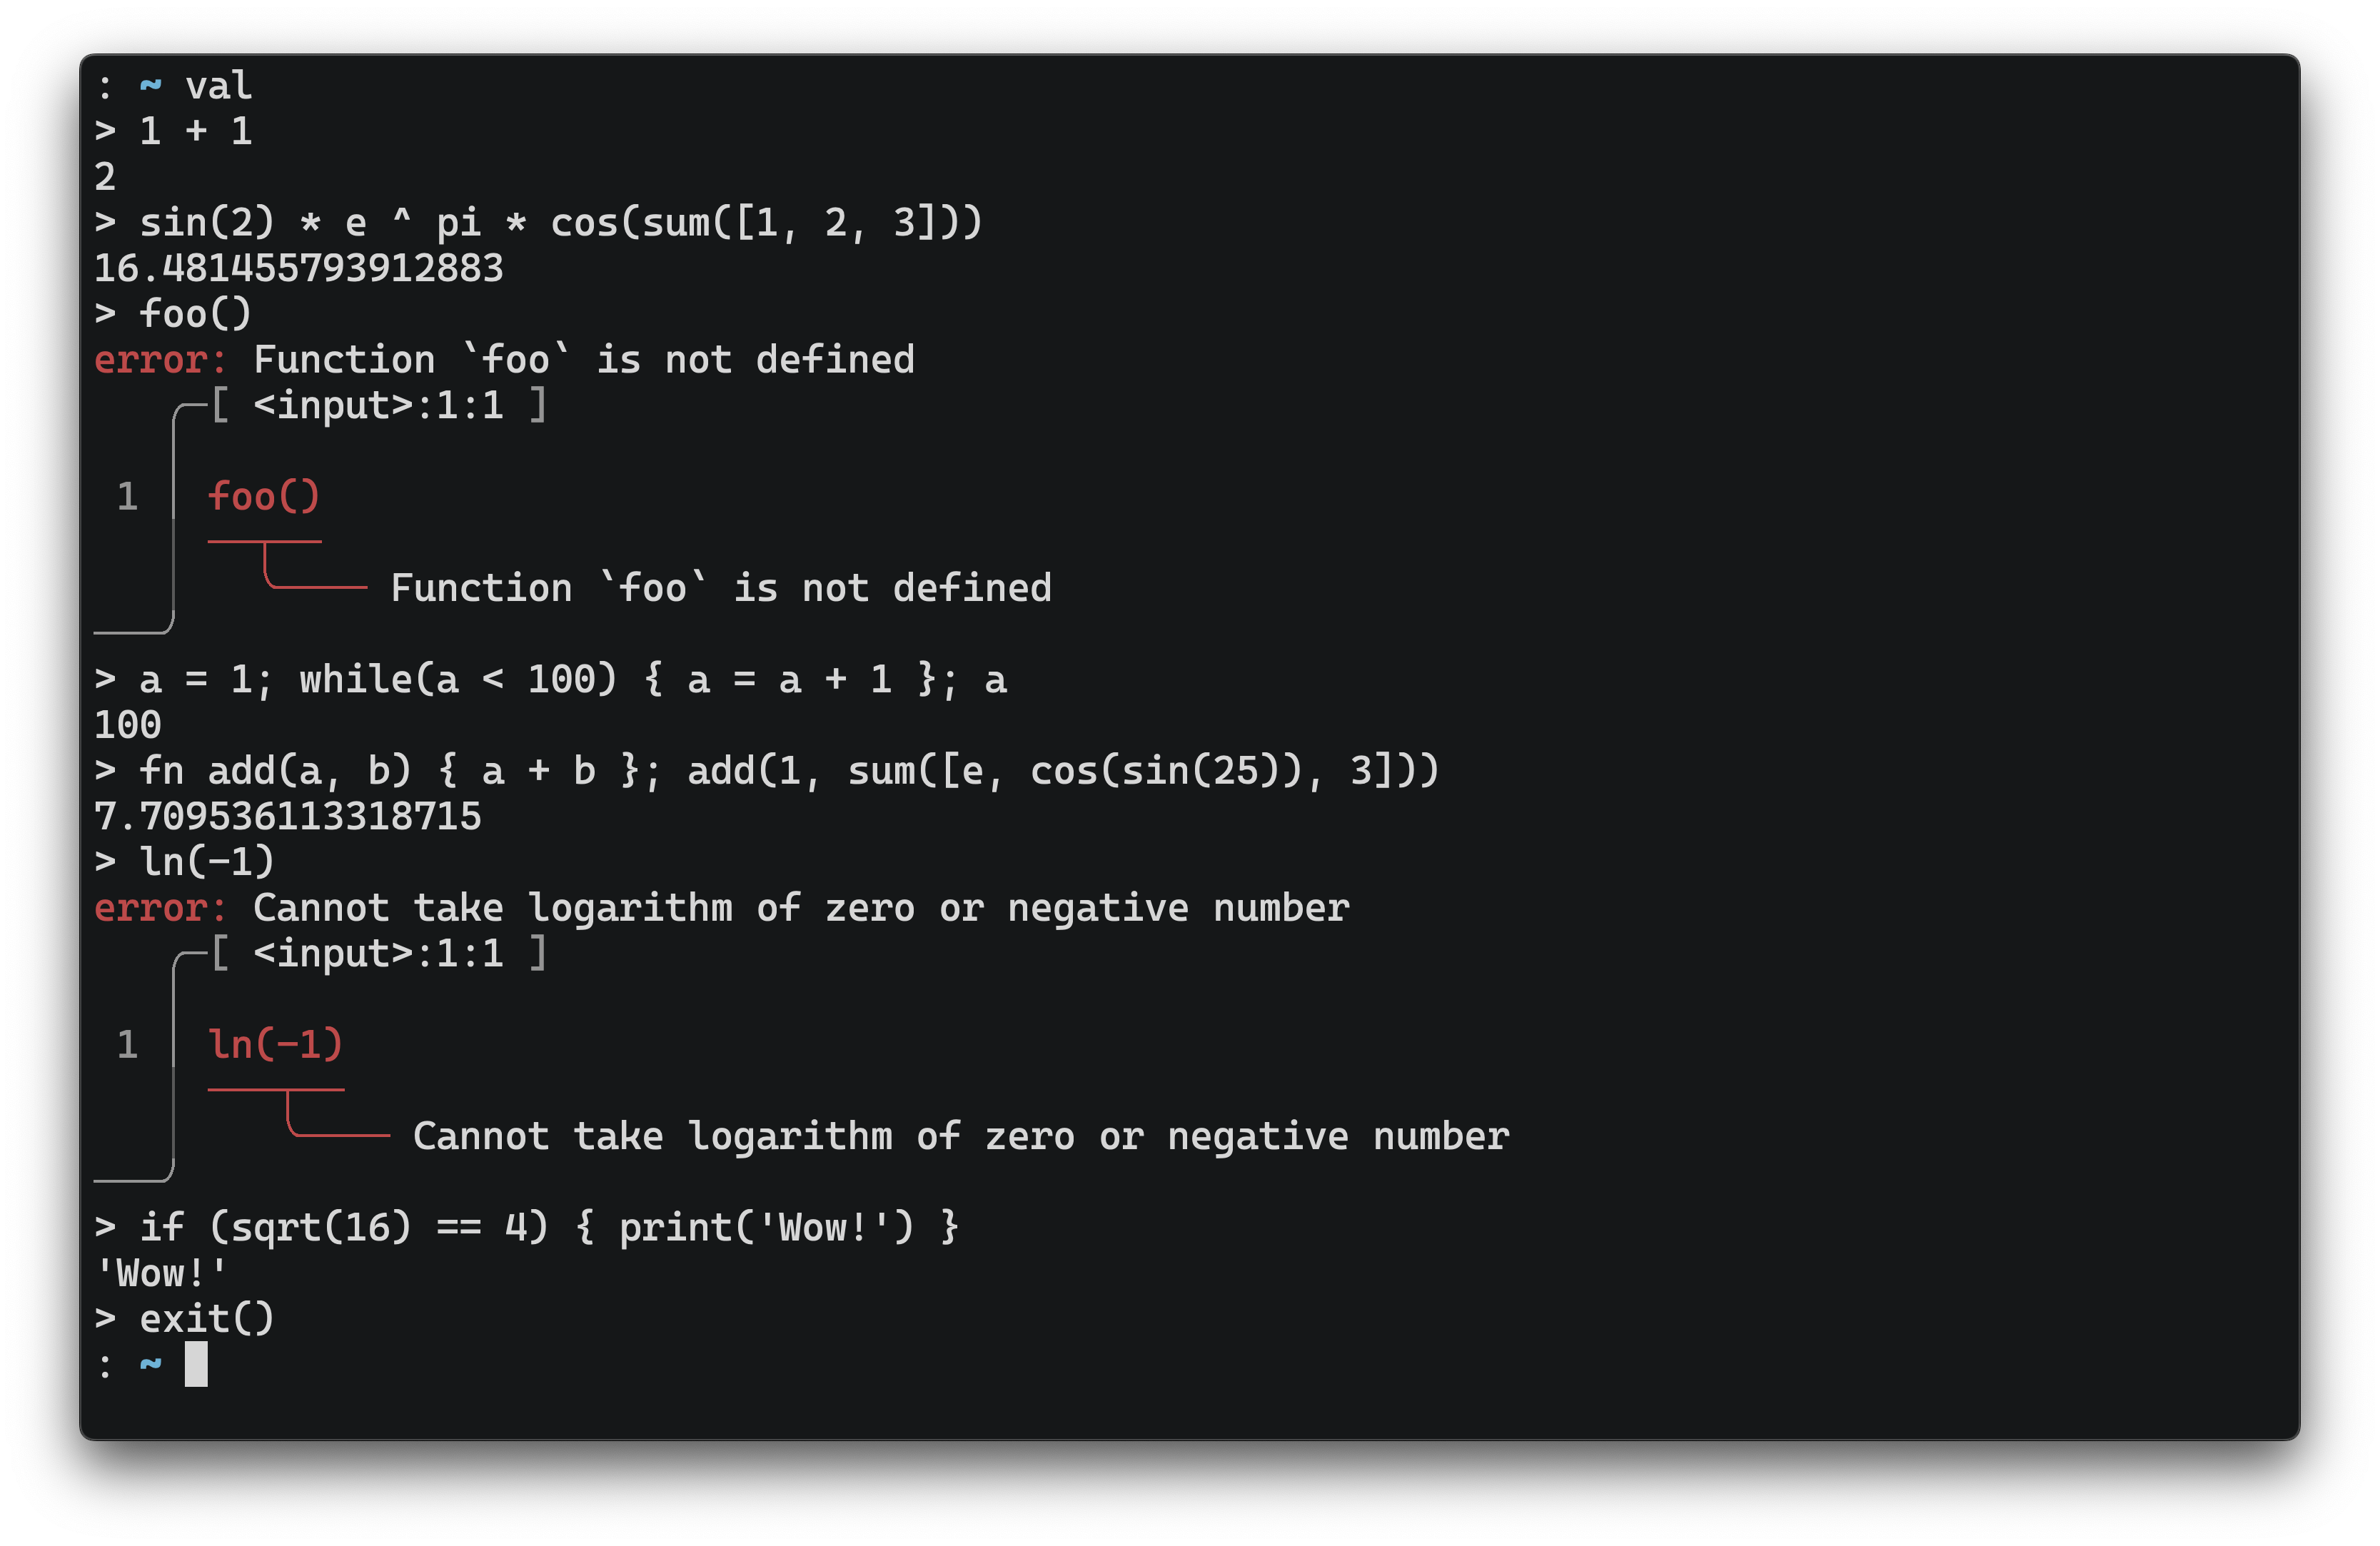 : ~ val
> 1 + 1
2
> sin(2) * e ^ pi * cos(sum([1, 2, 3]))
16.481455793912883
> foo()
error: Function `foo` is not defined
[ <input>:1:1 ]
1 │ foo()
Function `foo` is not defined
> a = 1; while(a < 100) { a = a + 1 }; a
100
> fn add(a, b) { a + b }; add(1, sum([e, cos(sin(25)), 3]))
7.709536113318715
> ln(-1)
error: Cannot take logarithm of zero or negative number
[ <input>:1:1 ]
1 │ ln(-1)
Cannot take logarithm of zero or negative number
> if (sqrt(16) == 4) { print('Wow!') }
'Wow!'
> exit()
: ~